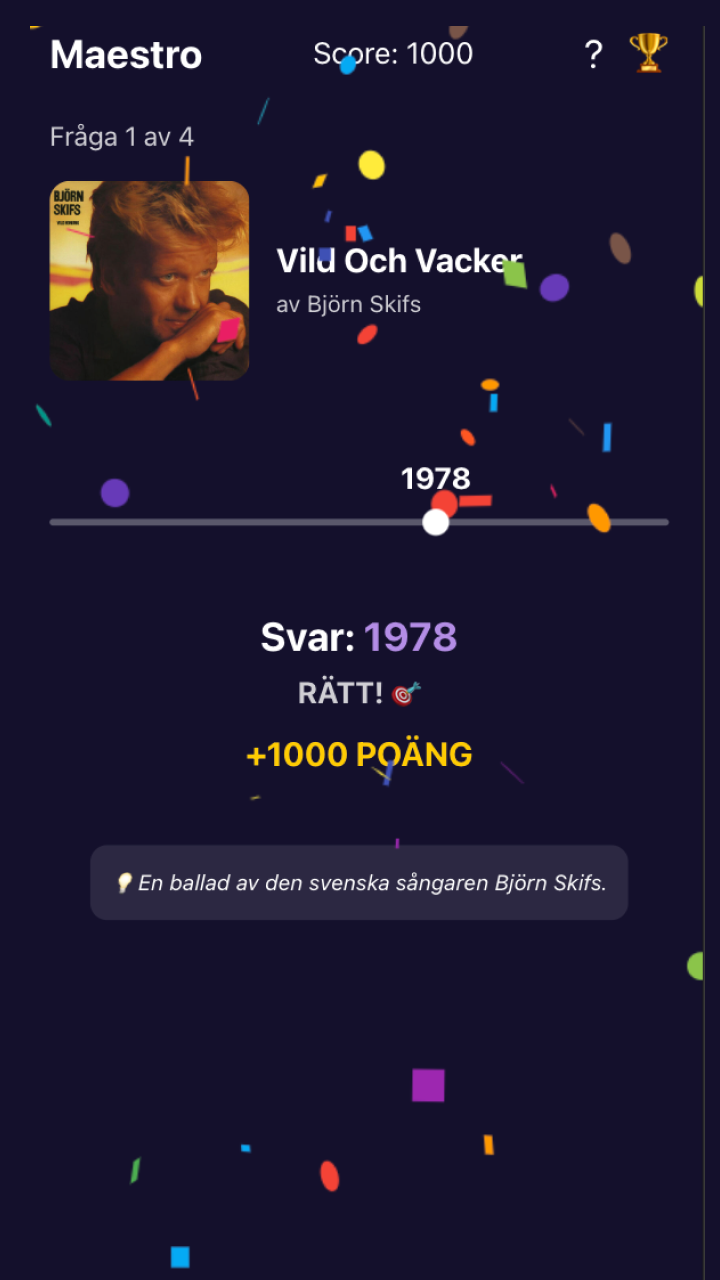 Maestro
Score: 1000
?
Fråga 1 av 4
BJÖRN
SKIFS
Vild Och Vacker
av Björn Skifs
1978
Svar: 1978
RÄTT!
+1000 POÄNG
En ballad av den svenska sångaren Björn Skifs.